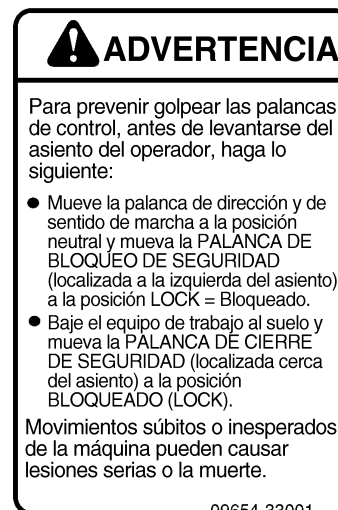 ADVERTENCIA
Para prevenir golpear las palancas
de control, antes de levantarse del
asiento del operador, haga lo
siguiente:
● Mueve la palanca de dirección y de
sentido de marcha a la posición
neutral y mueva la PALANCA DE
BLOQUEO DE SEGURIDAD
(localizada a la izquierda del asiento)
a la posición LOCK = Bloqueado.
● Baje el equipo de trabajo al suelo y
mueva la PALANCA DE CIERRE
DE SEGURIDAD (localizada cerca
del asiento) a la posición
BLOQUEADO (LOCK).
Movimientos súbitos o inesperados
de la máquina pueden causar
lesiones serias o la muerte.
09654-33001